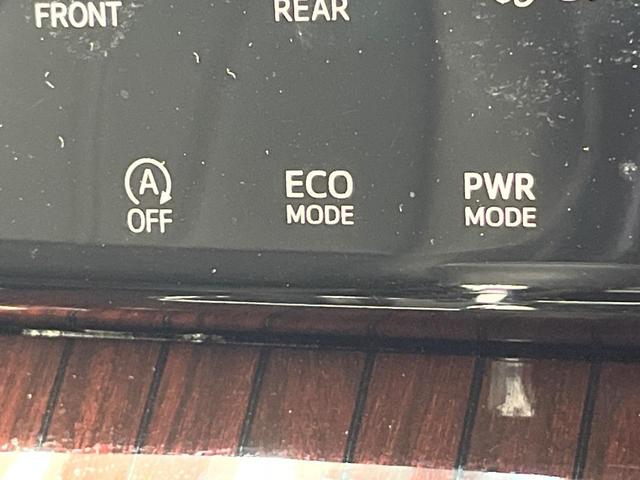 FRONT REAR
A
OFF
ECO
MODE
PWR
MODE